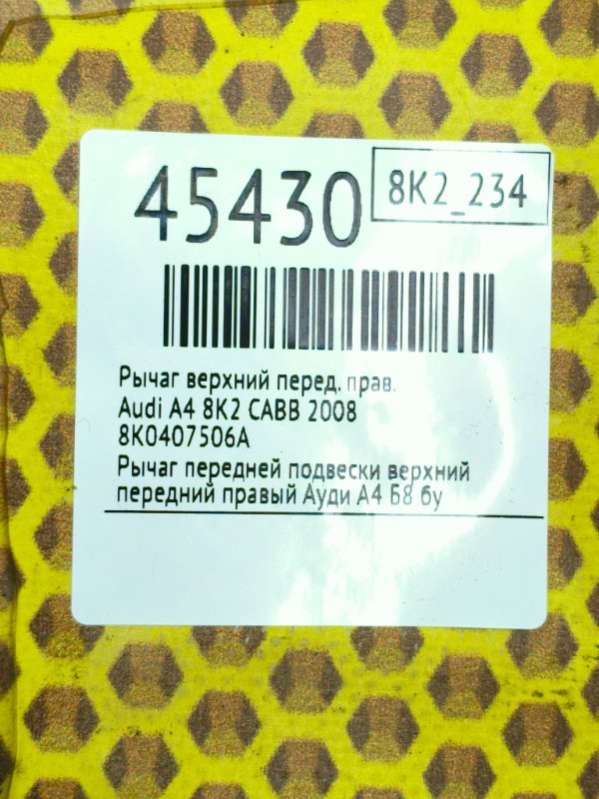 45430
8K2_234
Рычаг верхний перед. прав.
Audi A4 8K2 CABB 2008
8K0407506A
Рычаг передней подвески верхний
передний правый Ауди А4 Б8 бу